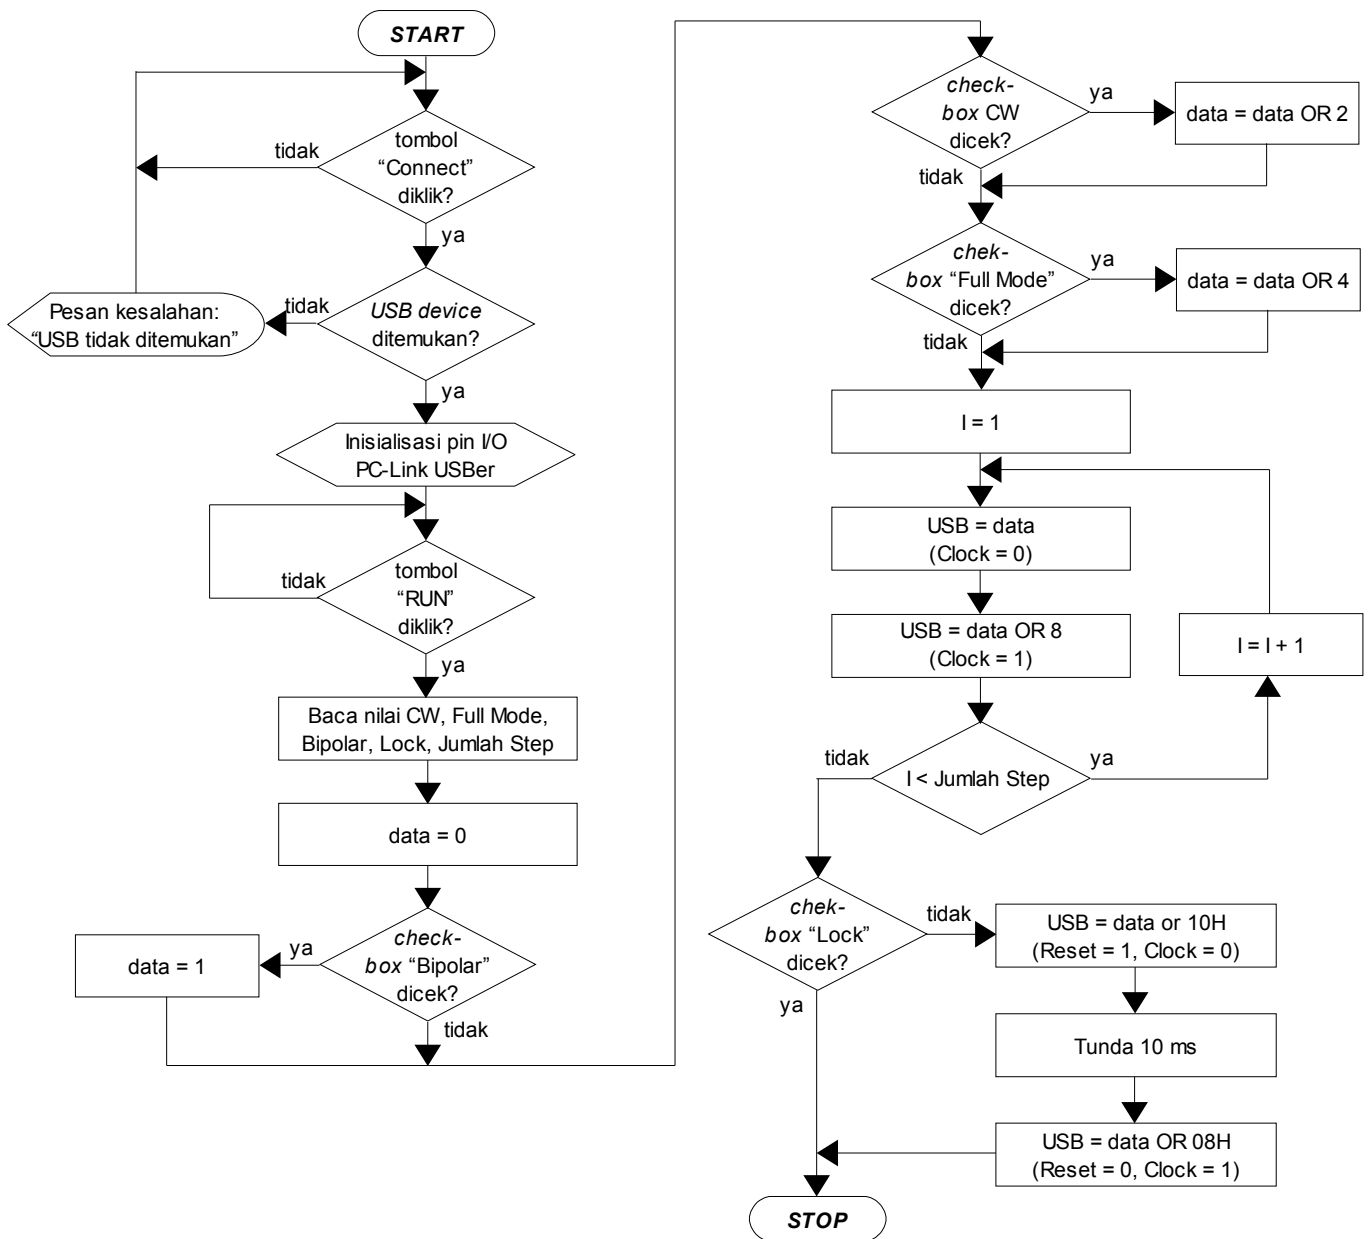 START
tombol
“Connect”
diklik?
tidak
ya
USB device
ditemukan?
tidak
Pesan kesalahan:
“USB tidak ditemukan”
ya
Inisialisasi pin I/O
PC-Link USBer
tombol
“RUN”
diklik?
tidak
ya
Baca nilai CW, Full Mode,
Bipolar, Lock, Jumlah Step
data = 0
check-
box “Bipolar”
dicek?
ya
data = 1
tidak
check-
box CW
dicek?
ya
data = data OR 2
tidak
chek-
box “Full Mode”
dicek?
ya
data = data OR 4
tidak
I = 1
USB = data
(Clock = 0)
USB = data OR 8
(Clock = 1)
I = I + 1
I < Jumlah Step
ya
tidak
chek-
box “Lock”
dicek?
tidak
USB = data or 10H
(Reset = 1, Clock = 0)
ya
Tunda 10 ms
USB = data OR 08H
(Reset = 0, Clock = 1)
STOP